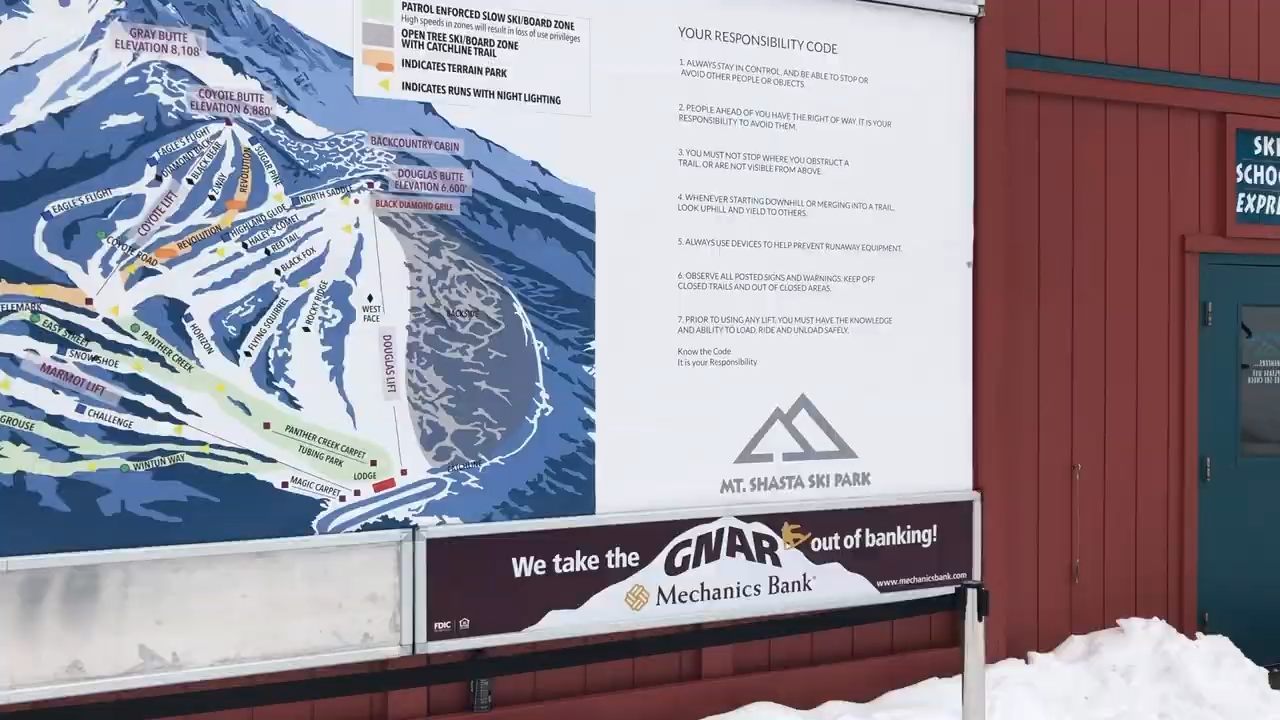 GRAY BUTTE
ELEVATION 8,108'
COYOTE BUTTE
ELEVATION 6,880'
BACKCOUNTRY CABIN
DOUGLAS BUTTE
ELEVATION 6,600'
BLACK DIAMOND GRILL
EAGLE'S FLIGHT
DIAMOND BACK
BLACK BEAR
Z WAY
REVOLUTION
SUGAR PINE
NORTH SADDLE
EAGLE'S FLIGHT
COYOTE LIFT
HIGHLAND GLIDE
HALEY'S COMET
RED TAIL
REVOLUTION
COYOTE ROAD
BLACK FOX
ROCKY RIDGE
FLYING SQUIRREL
WEST
FACE
BACKSIDE
DOUGLAS LIFT
HORIZON
PANTHER CREEK
TELEMARK
EAST STREET
SNOWSHOE
MARMOT LIFT
CHALLENGE
GROUSE
WINTUN WAY
PANTHER CREEK CARPET
TUBING PARK
LODGE
MAGIC CARPET
PATROL ENFORCED SLOW SKI/BOARD ZONE
High speeds in zones will result in loss of use privileges
OPEN TREE SKI/BOARD ZONE
WITH CATCHLINE TRAIL
INDICATES TERRAIN PARK
INDICATES RUNS WITH NIGHT LIGHTING
YOUR RESPONSIBILITY CODE
1. ALWAYS STAY IN CONTROL, AND BE ABLE TO STOP OR
AVOID OTHER PEOPLE OR OBJECTS.
2. PEOPLE AHEAD OF YOU HAVE THE RIGHT OF WAY. IT IS YOUR
RESPONSIBILITY TO AVOID THEM.
3. YOU MUST NOT STOP WHERE YOU OBSTRUCT A
TRAIL, OR ARE NOT VISIBLE FROM ABOVE.
4. WHENEVER STARTING DOWNHILL OR MERGING INTO A TRAIL,
LOOK UPHILL AND YIELD TO OTHERS.
5. ALWAYS USE DEVICES TO HELP PREVENT RUNAWAY EQUIPMENT.
6. OBSERVE ALL POSTED SIGNS AND WARNINGS. KEEP OFF
CLOSED TRAILS AND OUT OF CLOSED AREAS.
7. PRIOR TO USING ANY LIFT, YOU MUST HAVE THE KNOWLEDGE
AND ABILITY TO LOAD, RIDE AND UNLOAD SAFELY.
Know the Code
It is your Responsibility
MT. SHASTA SKI PARK
We take the GNAR out of banking!
Mechanics Bank
www.mechanicsbank.com
FDIC
SKI
SCHOO
EXPRE